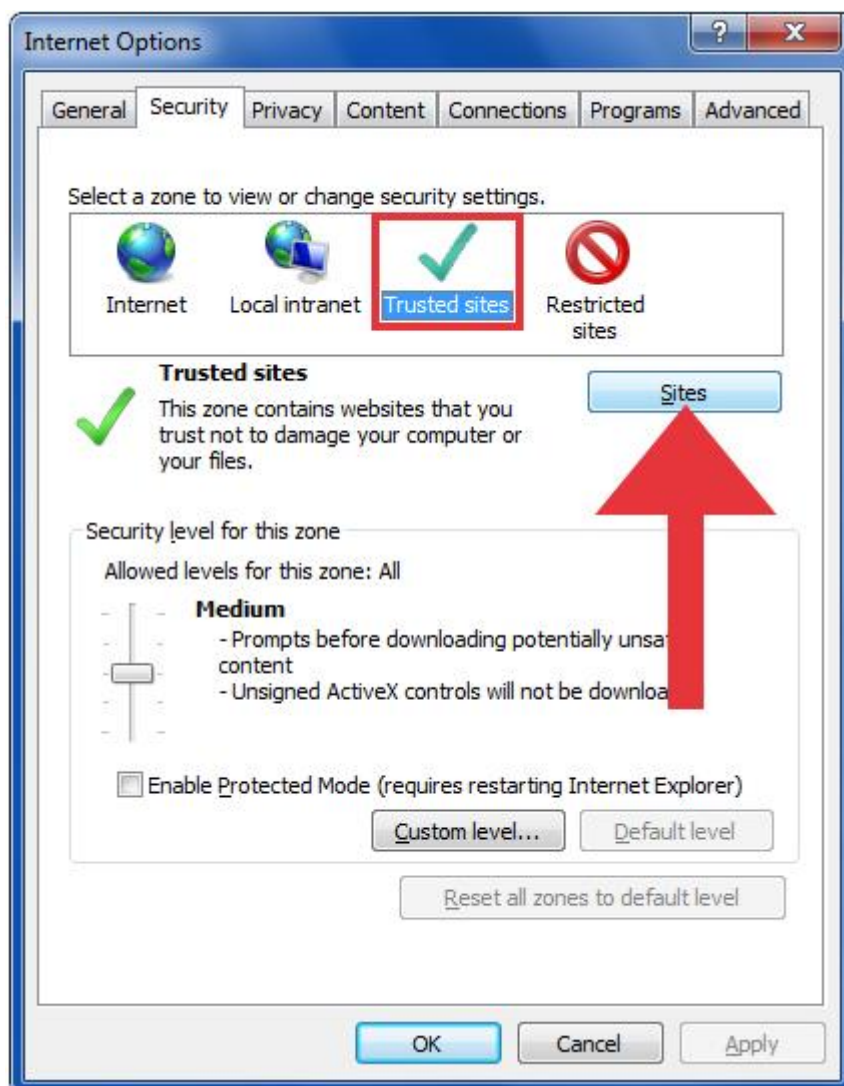 Internet Options
?
X
General Security Privacy Content Connections Programs Advanced
Select a zone to view or change security settings.
Internet Local intranet Trusted sites Restricted
sites
Trusted sites
Sites
This zone contains websites that you
trust not to damage your computer or
your files.
Security level for this zone
Allowed levels for this zone: All
Medium
- Prompts before downloading potentially
content
- Unsigned ActiveX controls will not be
Enable Protected Mode (requires restarting Internet Explorer)
Custom level... Default level
Reset all zones to default level
OK Cancel Apply